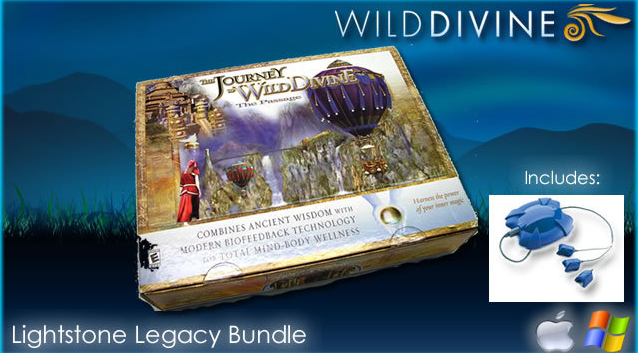 WILD DIVINE
THE JOURNEY
TO WILD DIVINE
The Passage
COMBINES ANCIENT WISDOM WITH
MODERN BIOFEEDBACK TECHNOLOGY
FOR TOTAL MIND-BODY WELLNESS
Harness the power
of your inner magic
E
Includes:
Lightstone Legacy Bundle